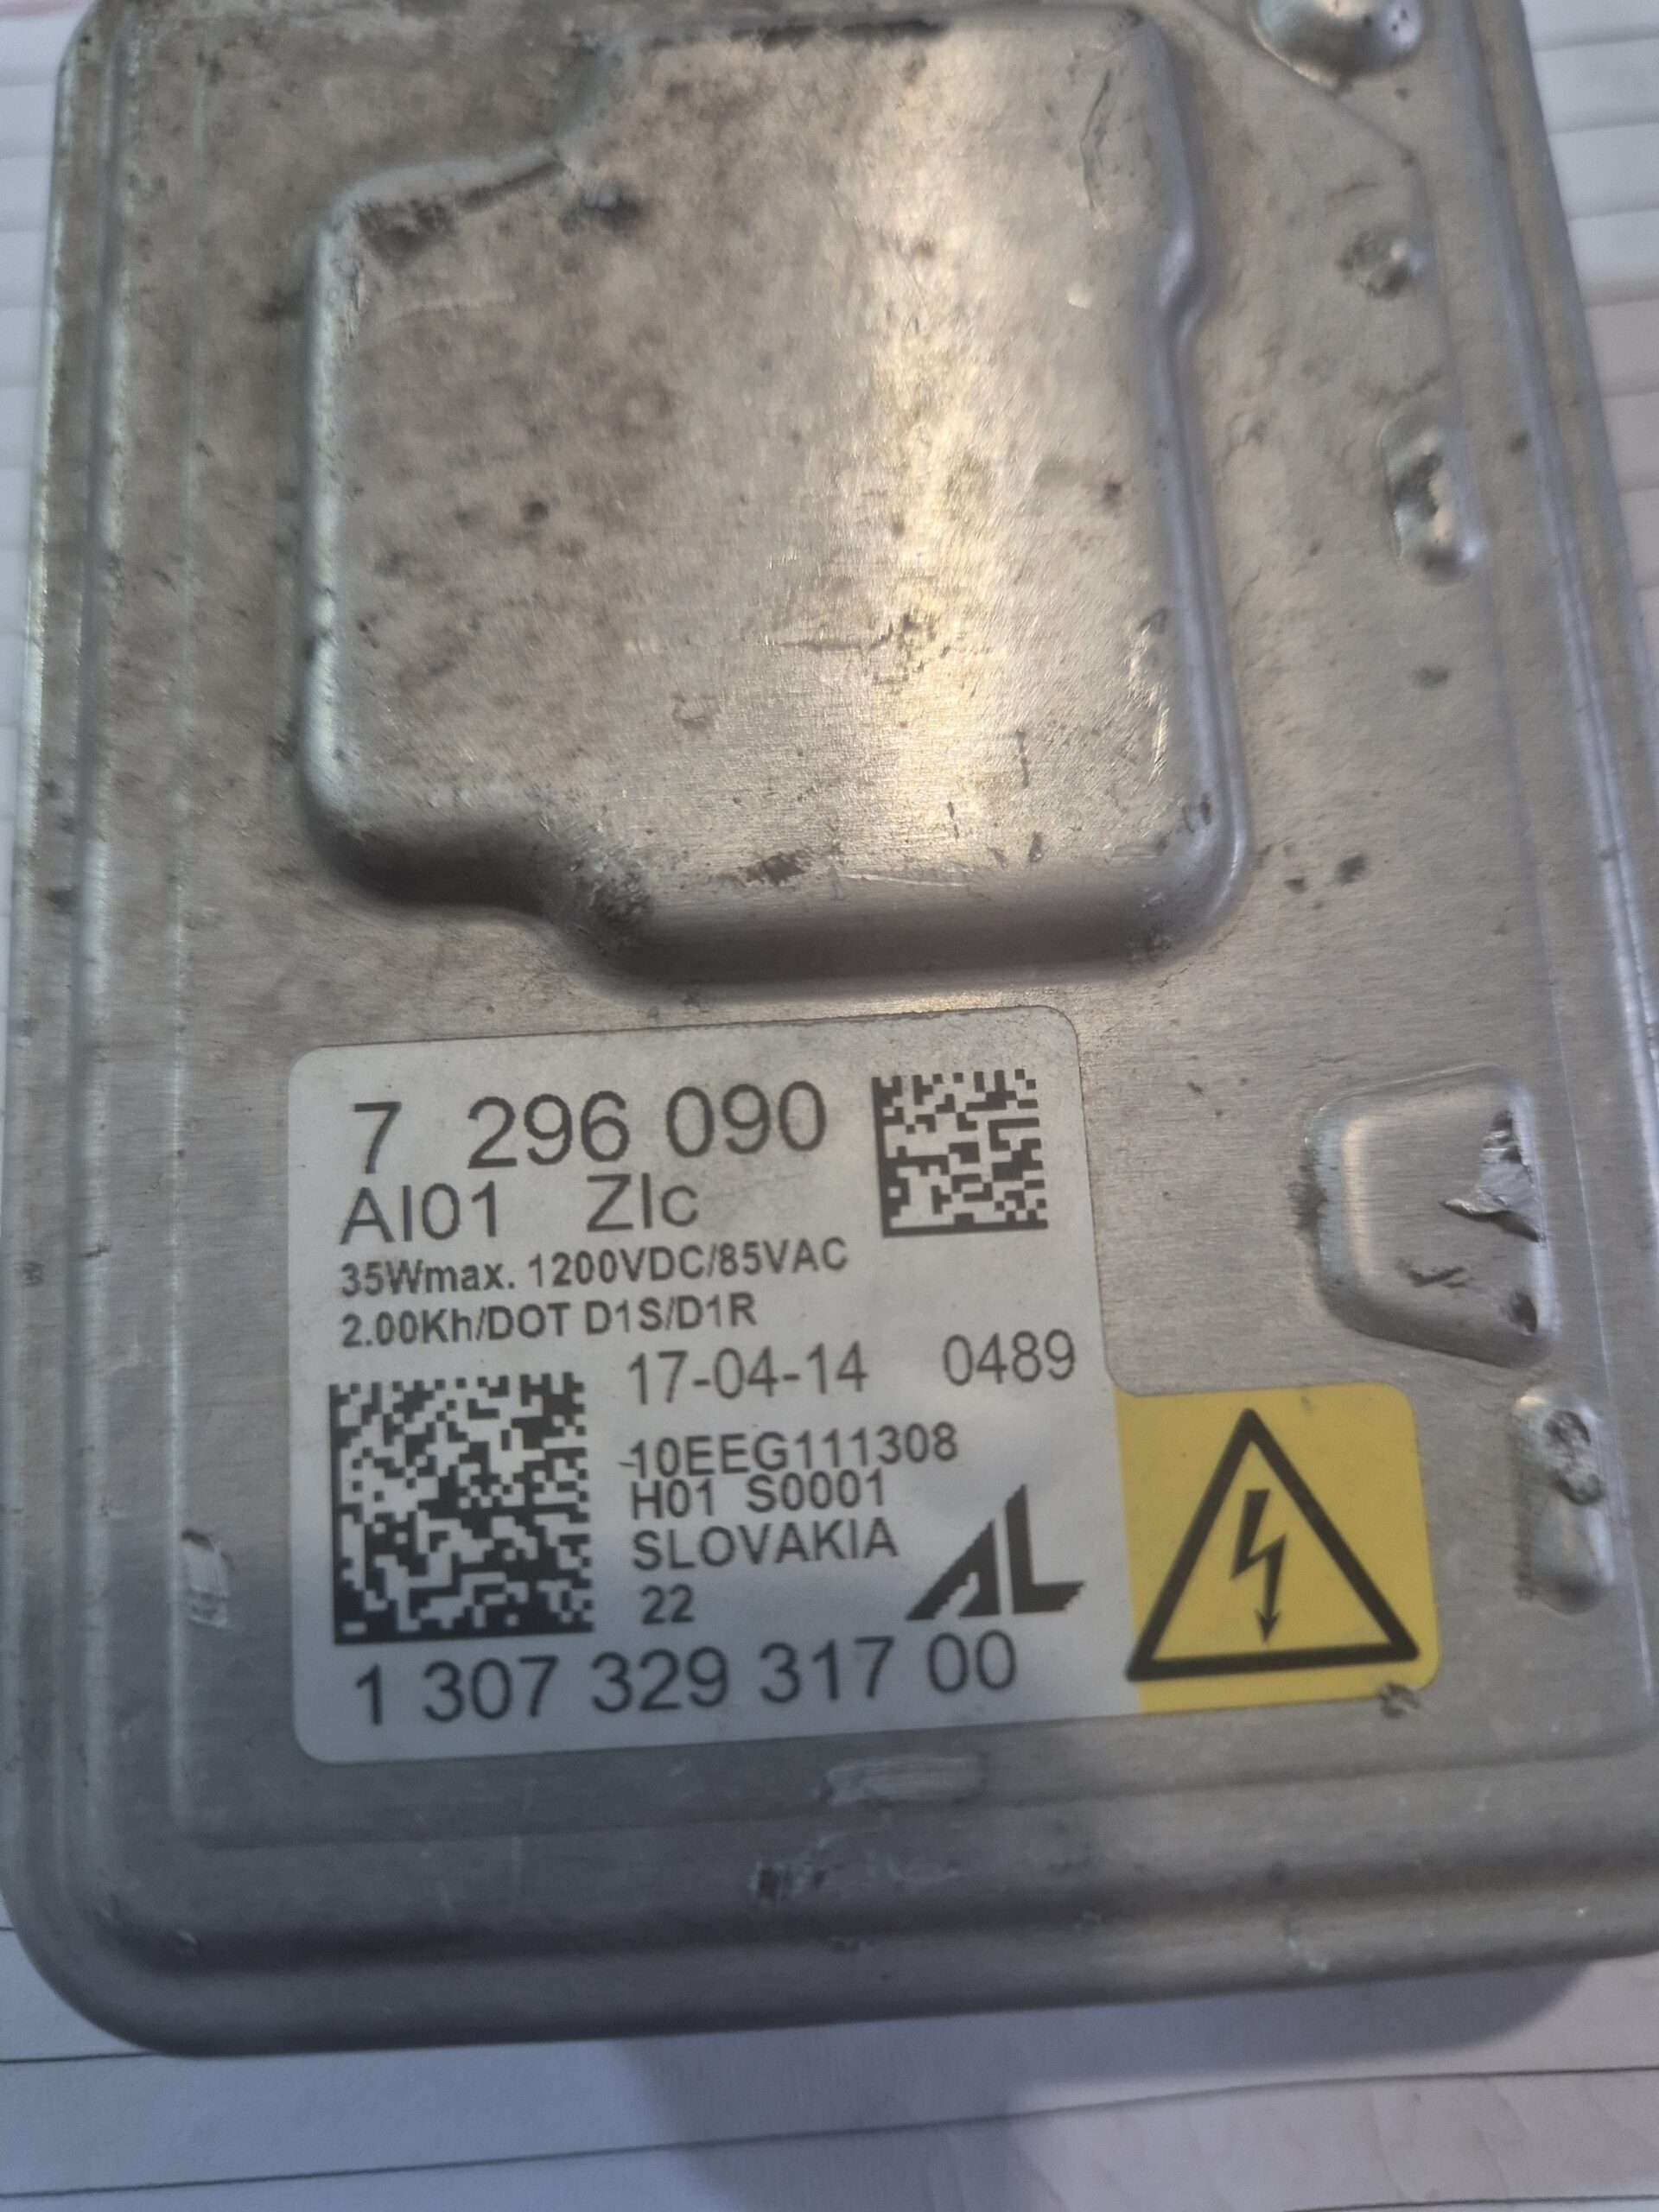 7 296 090
AI01 ZIc
35Wmax. 1200VDC/85VAC
2.00Kh/DOT D1S/D1R
17-04-14 0489
10EEG111308
H01 S0001
SLOVAKIA
22
AL
1 307 329 317 00